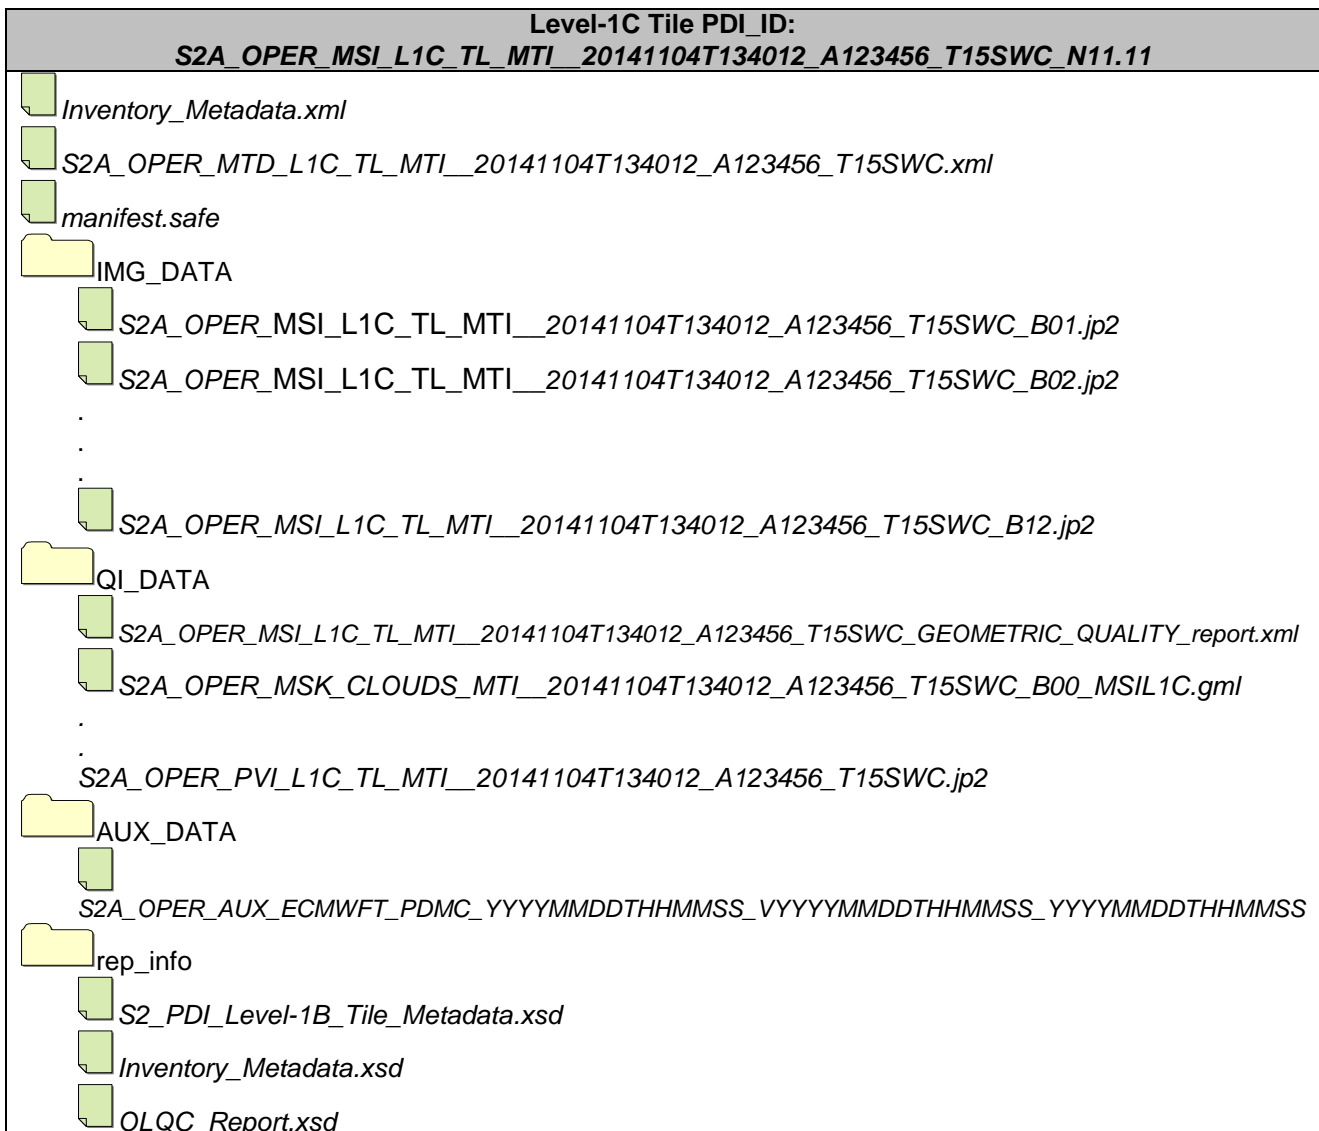 Level-1C Tile PDI_ID:
S2A_OPER_MSI_L1C_TL_MTI__20141104T134012_A123456_T15SWC_N11.11
Inventory_Metadata.xml
S2A_OPER_MTD_L1C_TL_MTI__20141104T134012_A123456_T15SWC.xml
manifest.safe
IMG_DATA
S2A_OPER_MSI_L1C_TL_MTI__20141104T134012_A123456_T15SWC_B01.jp2
S2A_OPER_MSI_L1C_TL_MTI__20141104T134012_A123456_T15SWC_B02.jp2
.
.
.
S2A_OPER_MSI_L1C_TL_MTI__20141104T134012_A123456_T15SWC_B12.jp2
QI_DATA
S2A_OPER_MSI_L1C_TL_MTI__20141104T134012_A123456_T15SWC_GEOMETRIC_QUALITY_report.xml
S2A_OPER_MSK_CLOUDS_MTI__20141104T134012_A123456_T15SWC_B00_MSIL1C.gml
.
.
S2A_OPER_PVI_L1C_TL_MTI__20141104T134012_A123456_T15SWC.jp2
AUX_DATA
S2A_OPER_AUX_ECMWFT_PDMC_YYYYMMDDTHHMMSS_VYYYYMMDDTHHMMSS_YYYYMMDDTHHMMSS
rep_info
S2_PDI_Level-1B_Tile_Metadata.xsd
Inventory_Metadata.xsd
OLQC_Report.xsd